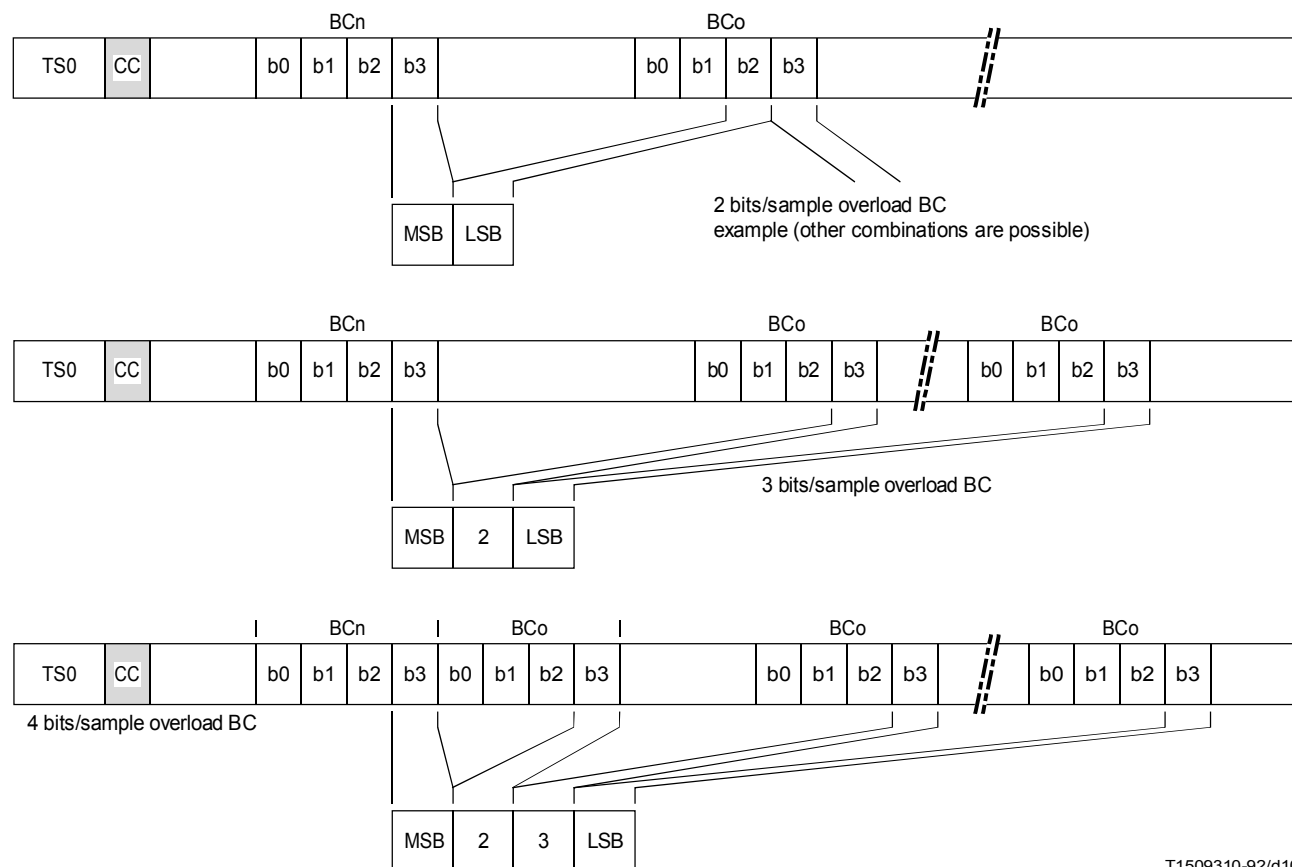 BCn BCo
TS0 CC b0 b1 b2 b3 b0 b1 b2 b3
2 bits/sample overload BC
example (other combinations are possible)
MSB LSB
BCn BCo BCo
TS0 CC b0 b1 b2 b3 b0 b1 b2 b3 b0 b1 b2 b3
3 bits/sample overload BC
MSB 2 LSB
BCn BCo BCo BCo
TS0 CC b0 b1 b2 b3 b0 b1 b2 b3 b0 b1 b2 b3 b0 b1 b2 b3
4 bits/sample overload BC
MSB 2 3 LSB